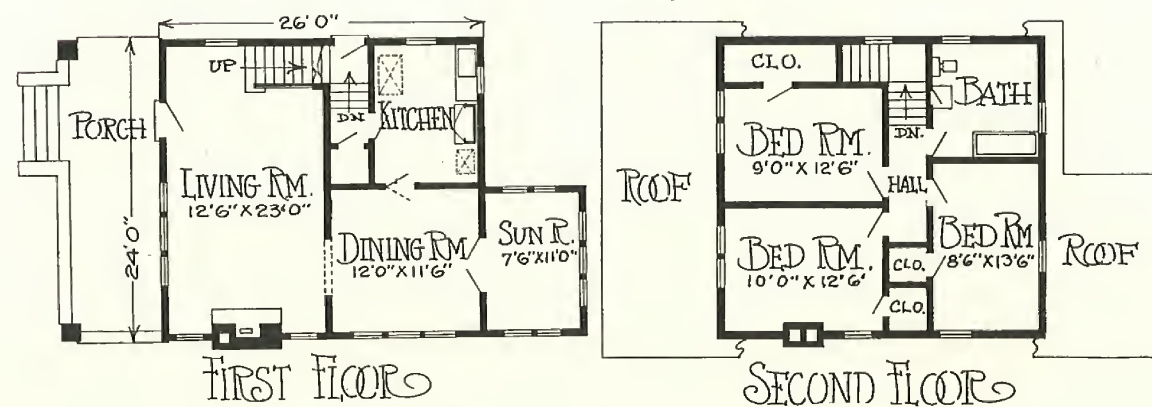 26'0"
UP
PORCH
DN
KITCHEN
LIVING RM.
12'6"X23'0"
24'0"
DINING RM
12'0"X11'6"
SUN R.
7'6"X11'0"
FIRST FLOOR
CLO.
BATH
DN.
BED RM.
9'0"X12'6"
HALL
ROOF
BED RM.
10'0"X12'6"
CLO.
BED RM
8'6"X13'6"
ROOF
CLO.
SECOND FLOOR